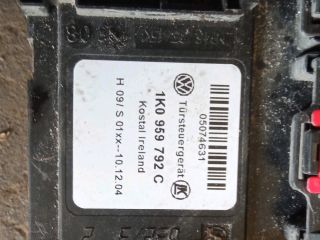 05074631
Türsteuergerät
1K0 959 792 C
Kostal Ireland
H 09/. S 01xx--10.12.04